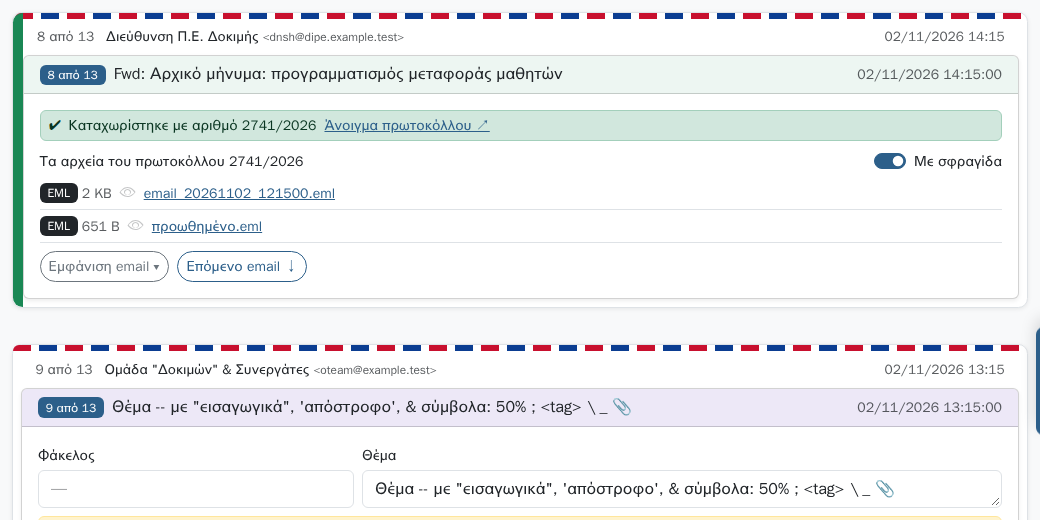 8 από 13 Διεύθυνση Π.Ε. Δοκιμής <dnsh@dipe.example.test> 02/11/2026 14:15
8 από 13 Fwd: Αρχικό μήνυμα: προγραμματισμός μεταφοράς μαθητών 02/11/2026 14:15:00
✔ Καταχωρίστηκε με αριθμό 2741/2026 Άνοιγμα πρωτοκόλλου ↗
Τα αρχεία του πρωτοκόλλου 2741/2026 Με σφραγίδα
EML 2 KB email_20261102_121500.eml
EML 651 B προωθημένο.eml
Εμφάνιση email ▾ Επόμενο email ↓
9 από 13 Ομάδα "Δοκιμών" & Συνεργάτες <oteam@example.test> 02/11/2026 13:15
9 από 13 Θέμα -- με "εισαγωγικά", 'απόστροφο', & σύμβολα: 50% ; <tag> \ _ 📎 02/11/2026 13:15:00
Φάκελος Θέμα
— Θέμα -- με "εισαγωγικά", 'απόστροφο', & σύμβολα: 50% ; <tag> \ _ 📎